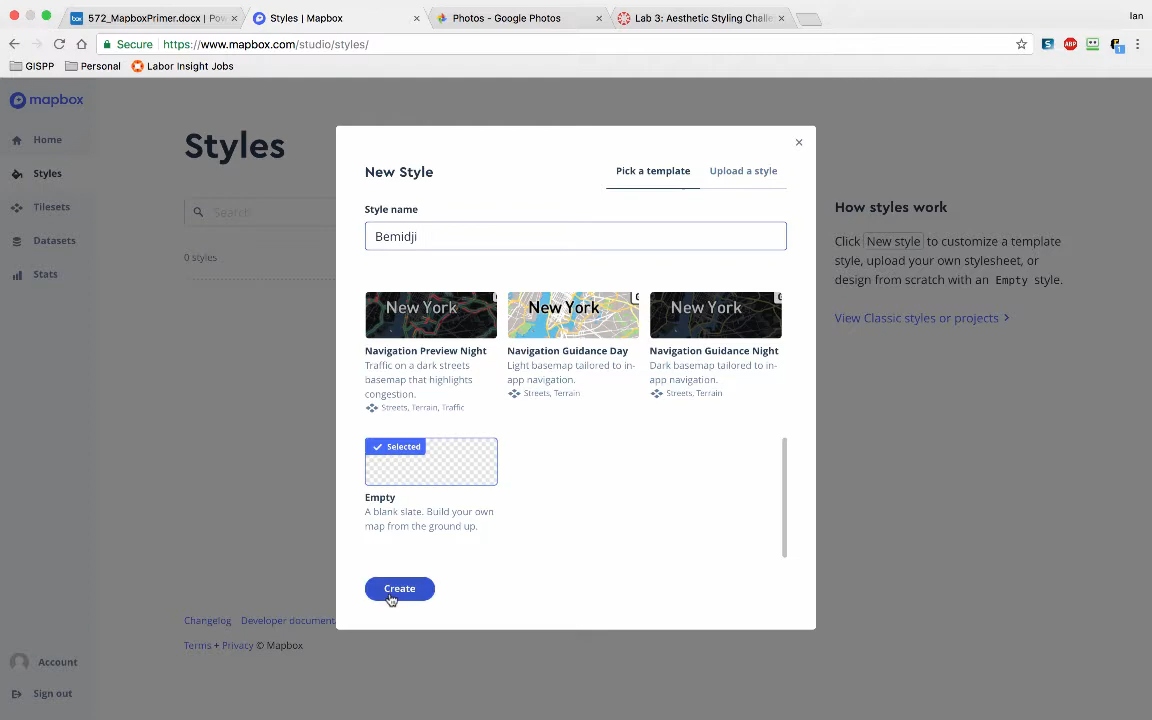 572_MapboxPrimer.docx | Pow
Styles | Mapbox
Photos - Google Photos
Lab 3: Aesthetic Styling Challe
Ian
Secure
https://www.mapbox.com/studio/styles/
GISPP
Personal
Labor Insight Jobs
mapbox
Home
Styles
Tilesets
Datasets
Stats
Account
Sign out
Styles
Search
0 styles
New Style
Pick a template
Upload a style
Style name
Bemidji
New York
Navigation Preview Night
Traffic on a dark streets
basemap that highlights
congestion.
Streets, Terrain, Traffic
New York
Navigation Guidance Day
Light basemap tailored to in-
app navigation.
Streets, Terrain
New York
Navigation Guidance Night
Dark basemap tailored to in-
app navigation.
Streets, Terrain
Selected
Empty
A blank slate. Build your own
map from the ground up.
Create
How styles work
Click New style to customize a template
style, upload your own stylesheet, or
design from scratch with an Empty style.
View Classic styles or projects
Changelog Developer document
Terms + Privacy © Mapbox